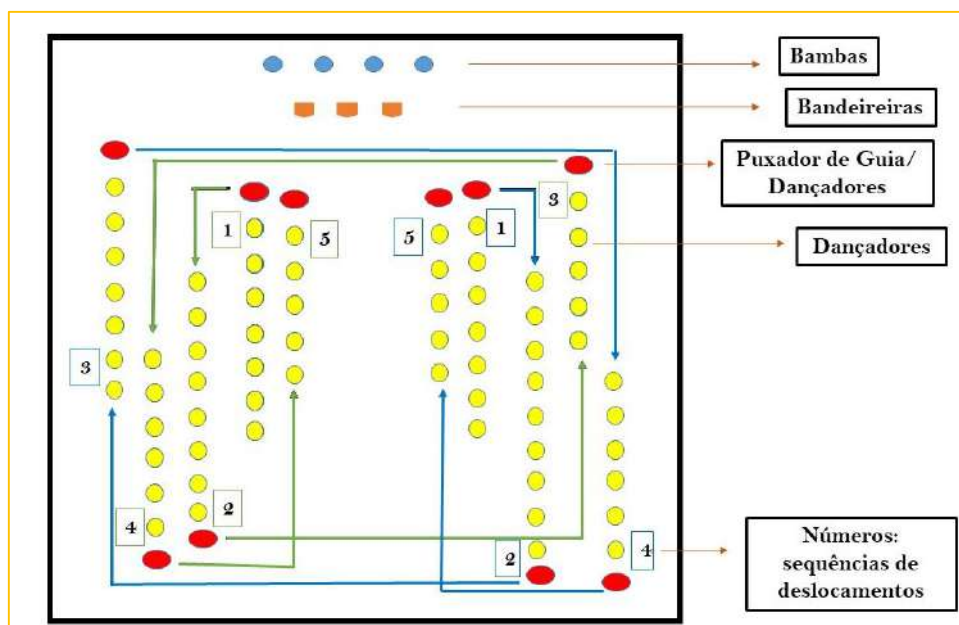 Bambas
Bandeireiras
Puxador de Guia/
Dançadores
3
1
5
5
1
Dançadores
3
2
4
2
4
Números:
sequências de
deslocamentos